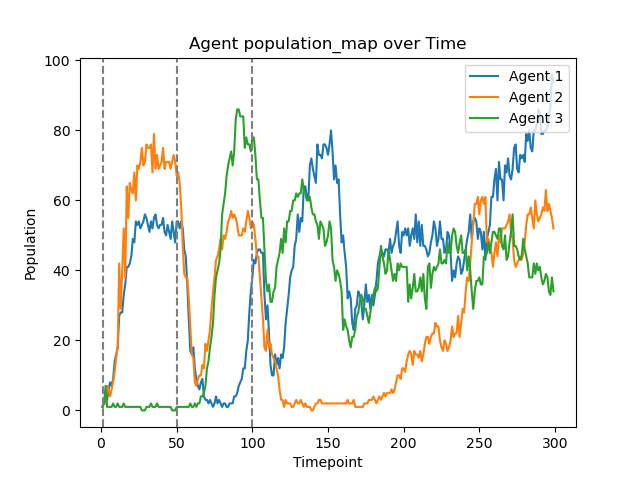 Agent population_map over Time
Agent 1
Agent 2
Agent 3
Population
100
80
60
40
20
0
0 50 100 150 200 250 300
Timepoint